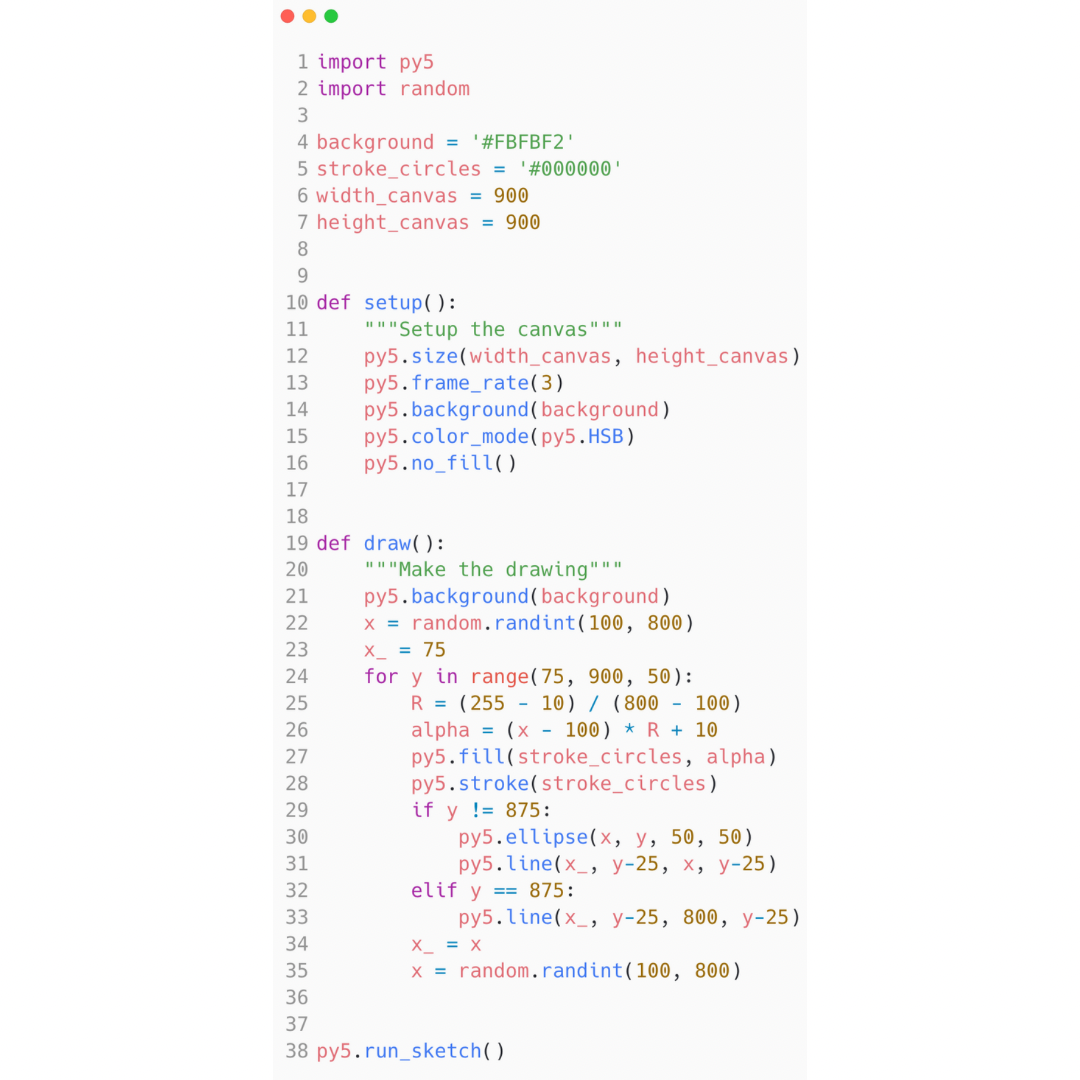 1 import py5
2 import random
3
4 background = '#FBFBF2'
5 stroke_circles = '#000000'
6 width_canvas = 900
7 height_canvas = 900
8
9
10 def setup():
11     """Setup the canvas"""
12     py5.size(width_canvas, height_canvas)
13     py5.frame_rate(3)
14     py5.background(background)
15     py5.color_mode(py5.HSB)
16     py5.no_fill()
17
18
19 def draw():
20     """Make the drawing"""
21     py5.background(background)
22     x = random.randint(100, 800)
23     x_ = 75
24     for y in range(75, 900, 50):
25         R = (255 - 10) / (800 - 100)
26         alpha = (x - 100) * R + 10
27         py5.fill(stroke_circles, alpha)
28         py5.stroke(stroke_circles)
29         if y != 875:
30             py5.ellipse(x, y, 50, 50)
31             py5.line(x_, y-25, x, y-25)
32         elif y == 875:
33             py5.line(x_, y-25, 800, y-25)
34         x_ = x
35         x = random.randint(100, 800)
36
37
38 py5.run_sketch()